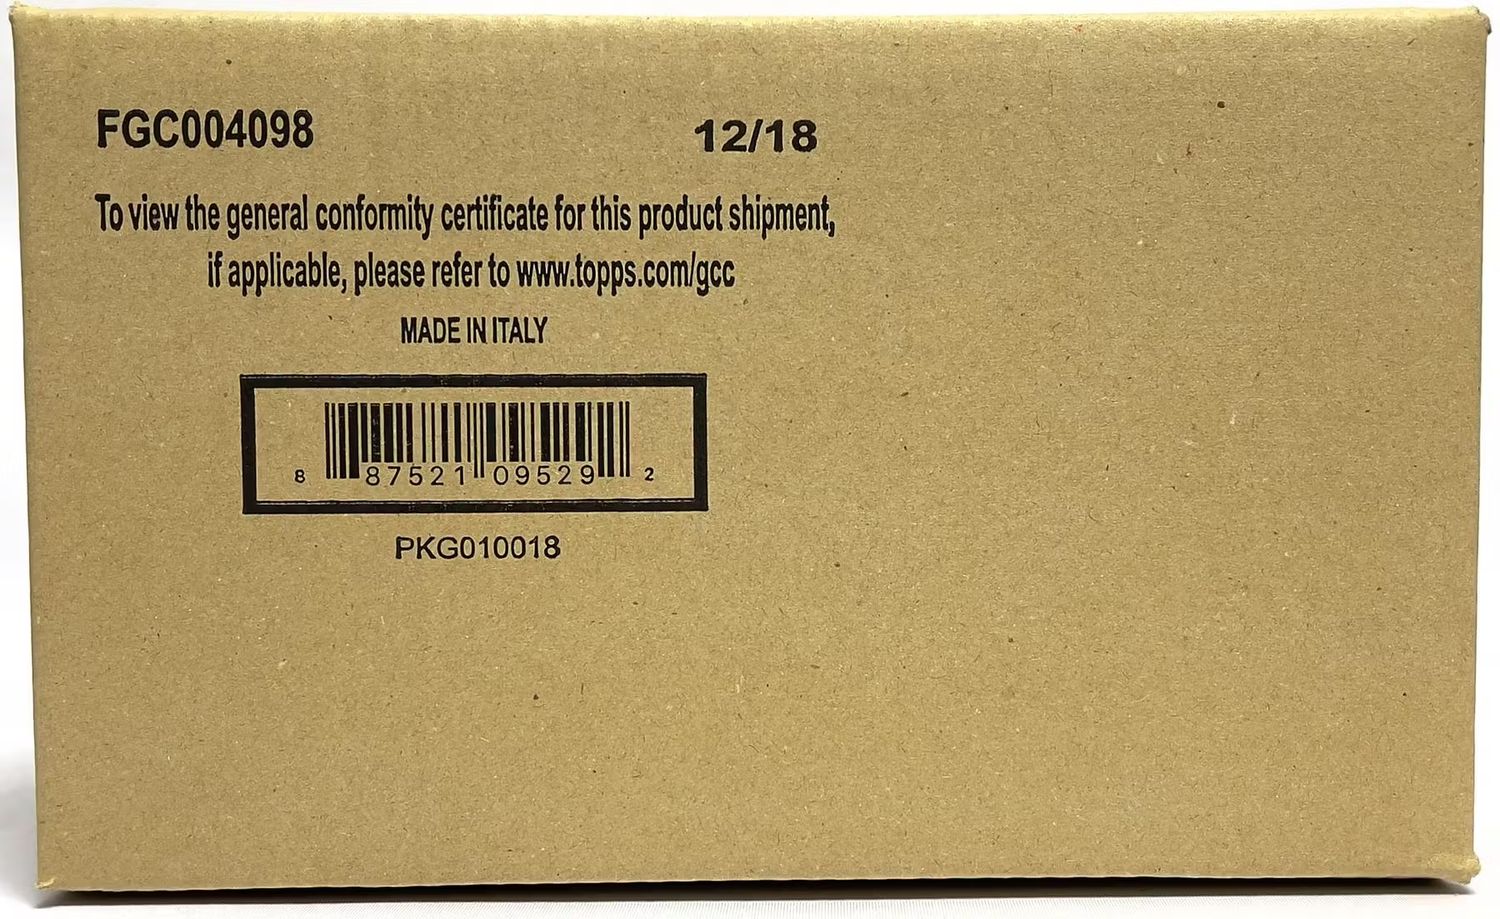 FGC004098 12/18
To view the general conformity certificate for this product shipment,
if applicable, please refer to www.topps.com/gcc
MADE IN ITALY
8 87521 09529 2
PKG010018